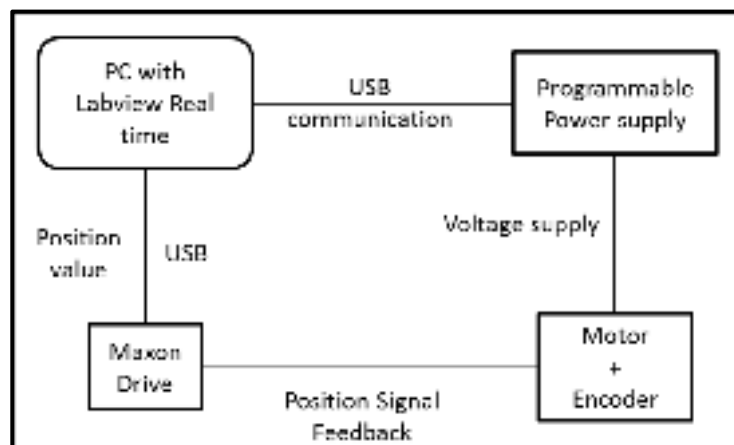 PC with
Labview Real
time
USB
communication
Programmable
Power supply
Voltage supply
Position
value
USB
Maxon
Drive
Motor
+
Encoder
Position Signal
Feedback